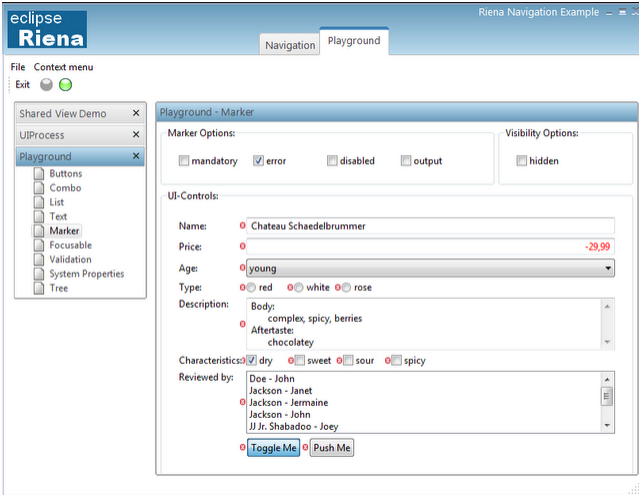 eclipse
Riena
Riena Navigation Example
Navigation
Playground
File Context menu
Exit
Shared View Demo
UIProcess
Playground
Buttons
Combo
List
Text
Marker
Focusable
Validation
System Properties
Tree
Playground - Marker
Marker Options:
mandatory error disabled output
Visibility Options:
hidden
UI-Controls:
Name: Chateau Schaedelbrummer
Price: -29,99
Age: young
Type: red white rose
Description: Body:
complex, spicy, berries
Aftertaste:
chocolatey
Characteristics: dry sweet sour spicy
Reviewed by: Doe - John
Jackson - Janet
Jackson - Jermaine
Jackson - John
JJ Jr. Shabadoo - Joey
Toggle Me Push Me